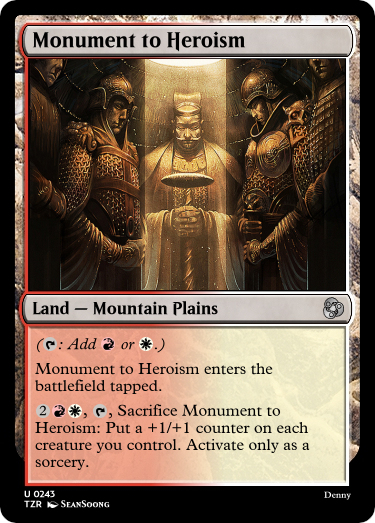 Monument to Heroism
Land — Mountain Plains
(T: Add R or W.)
Monument to Heroism enters the
battlefield tapped.
2 R W, T, Sacrifice Monument to
Heroism: Put a +1/+1 counter on each
creature you control. Activate only as a
sorcery.
U 0243
TZR SeanSoong
Denny